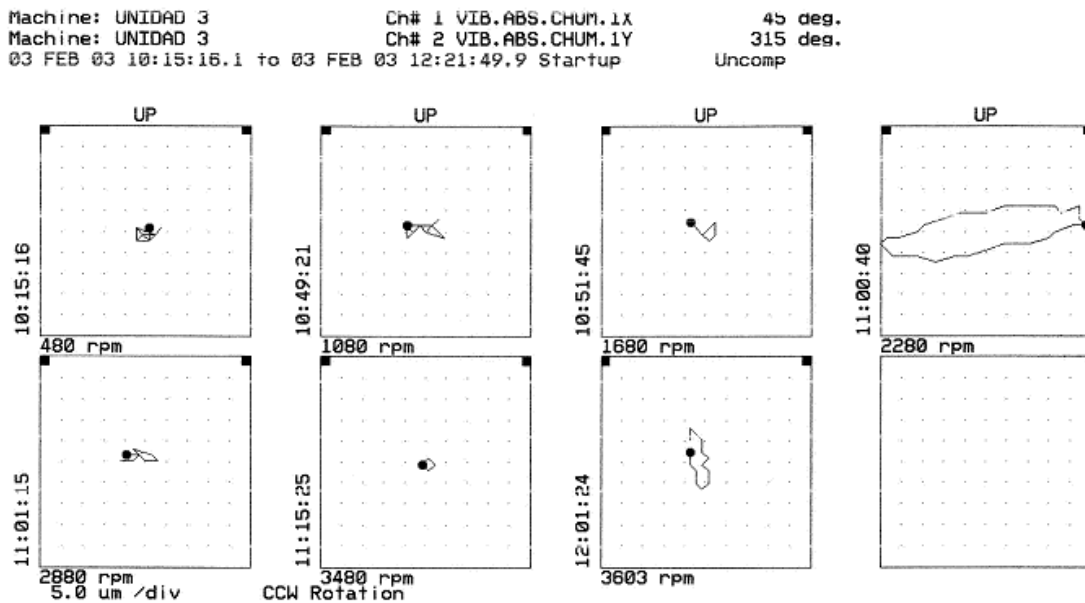 Machine: UNIDAD 3 Ch# 1 VIB.ABS.CHUM.1X 45 deg.
Machine: UNIDAD 3 Ch# 2 VIB.ABS.CHUM.1Y 315 deg.
03 FEB 03 10:15:16.1 to 03 FEB 03 12:21:49.9 Startup Uncomp
UP UP UP UP
10:15:16 10:49:21 10:51:45 11:00:40
480 rpm 1080 rpm 1680 rpm 2280 rpm
11:01:15 11:15:25 12:01:24
2880 rpm 3480 rpm 3603 rpm
5.0 um /div CCW Rotation